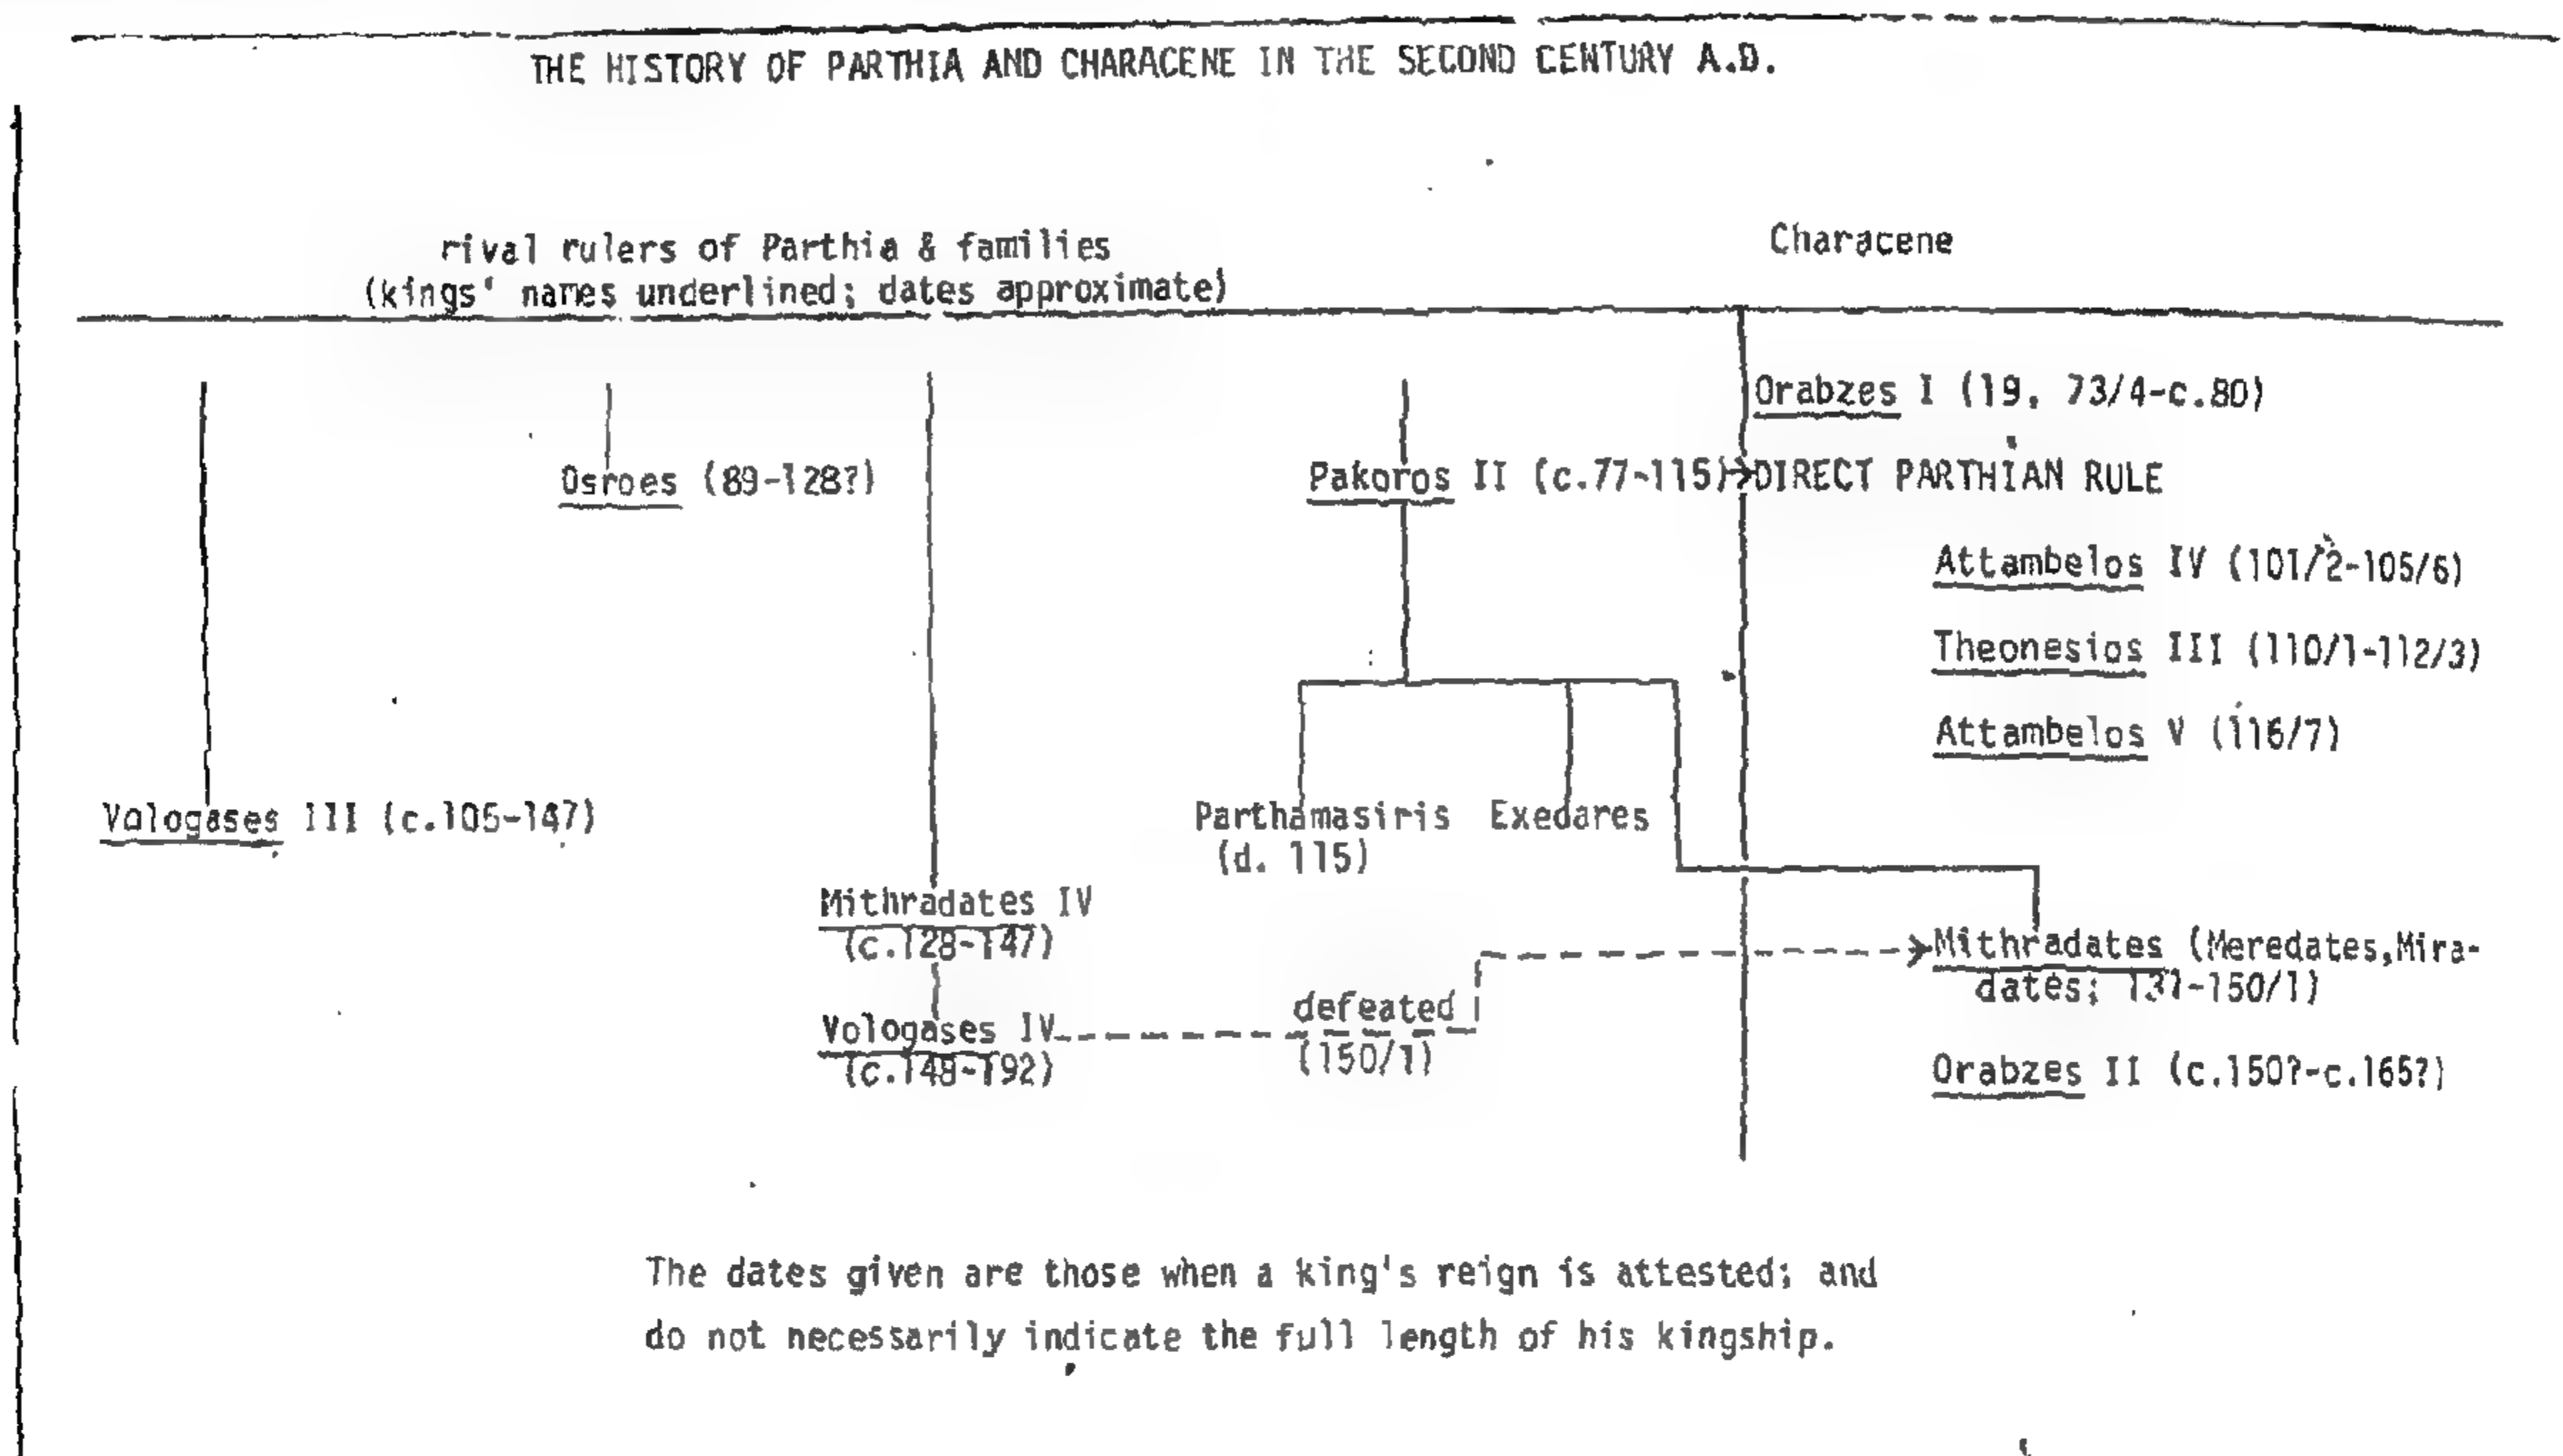 THE HISTORY OF PARTHIA AND CHARACENE IN THE SECOND CENTURY A.D.
rival rulers of Parthia & families
(kings' names underlined; dates approximate)
Characene
Orabzes I (19, 73/4-c.80)
Osroes (89-128?)
Pakoros II (c.77-115)
DIRECT PARTHIAN RULE
Attambelos IV (101/2-105/6)
Theonesios III (110/1-112/3)
Attambelos V (116/7)
Vologases III (c.105-147)
Parthamasiris
(d. 115)
Exedares
Mithradates IV
(c.128-147)
Mithradates (Meredates,Mira-
dates; 131-150/1)
Vologases IV
(c.148-192)
defeated
(150/1)
Orabzes II (c.150?-c.165?)
The dates given are those when a king's reign is attested; and
do not necessarily indicate the full length of his kingship.